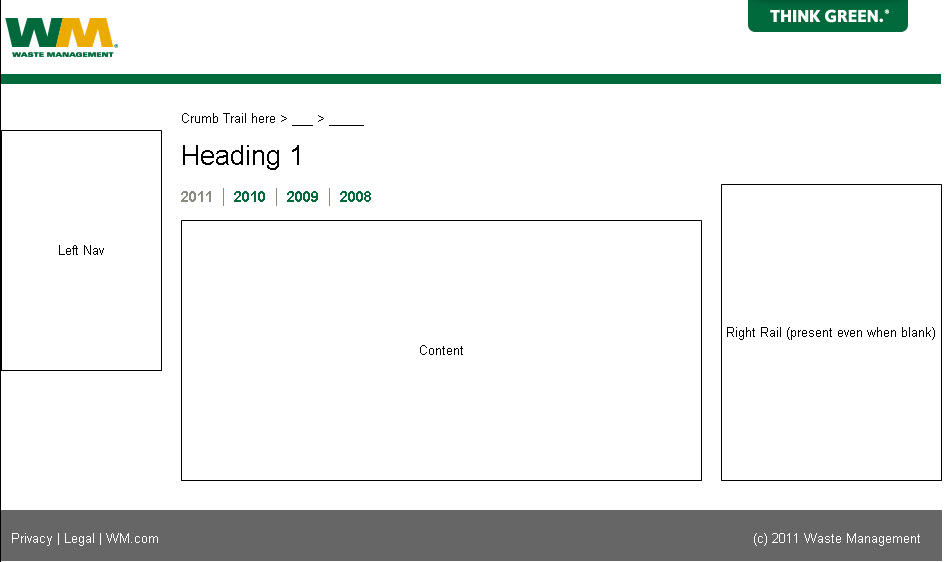 THINK GREEN.®
WM®
WASTE MANAGEMENT
Crumb Trail here > ___ > _____
Heading 1
2011 | 2010 | 2009 | 2008
Left Nav
Content
Right Rail (present even when blank)
Privacy | Legal | WM.com
(c) 2011 Waste Management